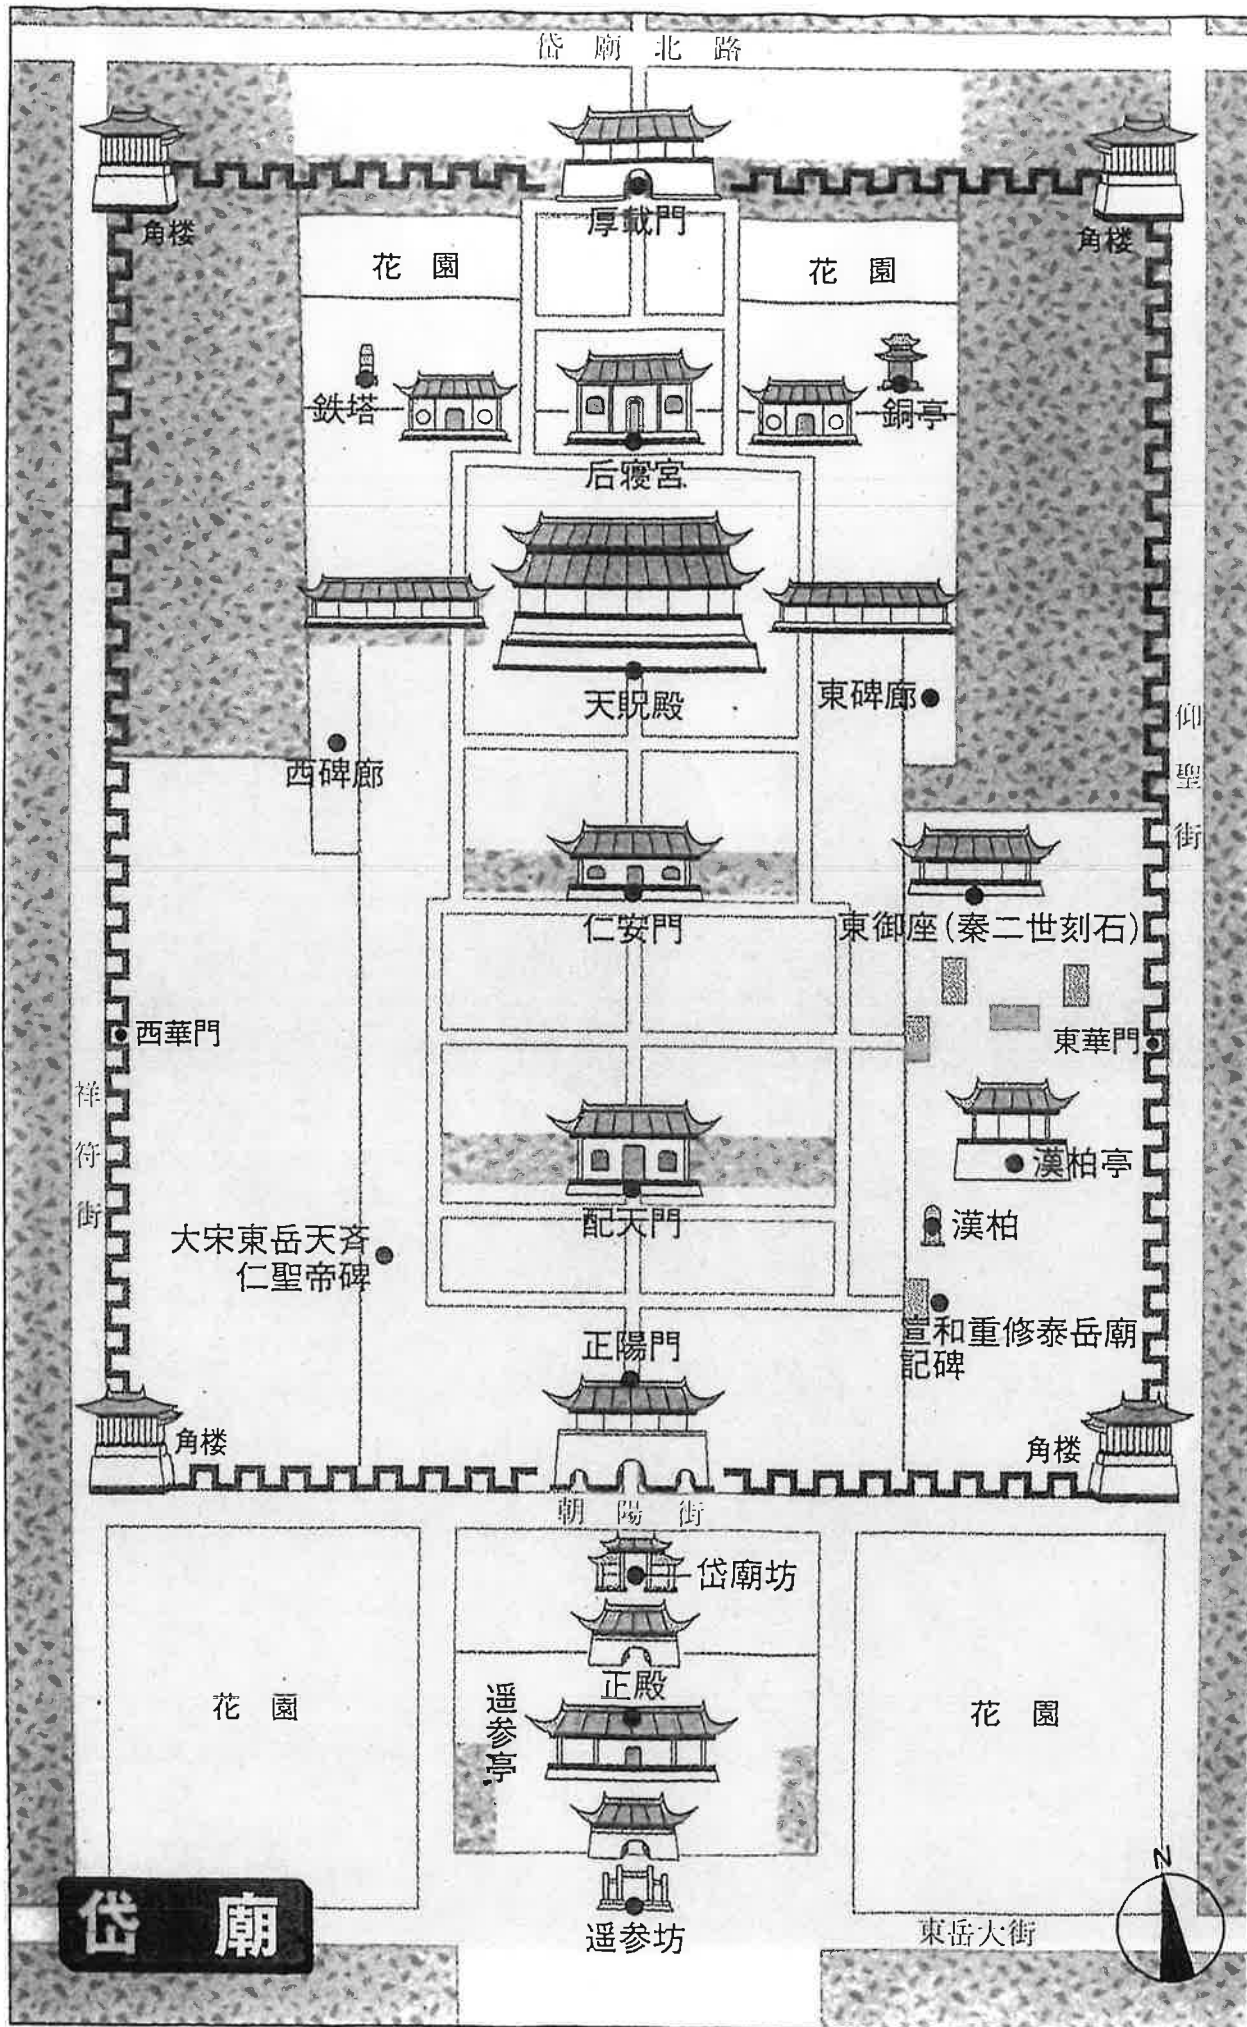 岱廟北路
角楼
厚載門
角楼
花園
花園
鉄塔
銅亭
后寝宮
天貺殿
東碑廊
西碑廊
仰聖街
仁安門
東御座(秦二世刻石)
西華門
東華門
祥符街
漢柏亭
配天門
漢柏
大宋東岳天斉
仁聖帝碑
宣和重修泰岳廟
記碑
正陽門
角楼
角楼
朝陽街
岱廟坊
正殿
遥参亭
花園
花園
遥参坊
東岳大街
岱廟
N